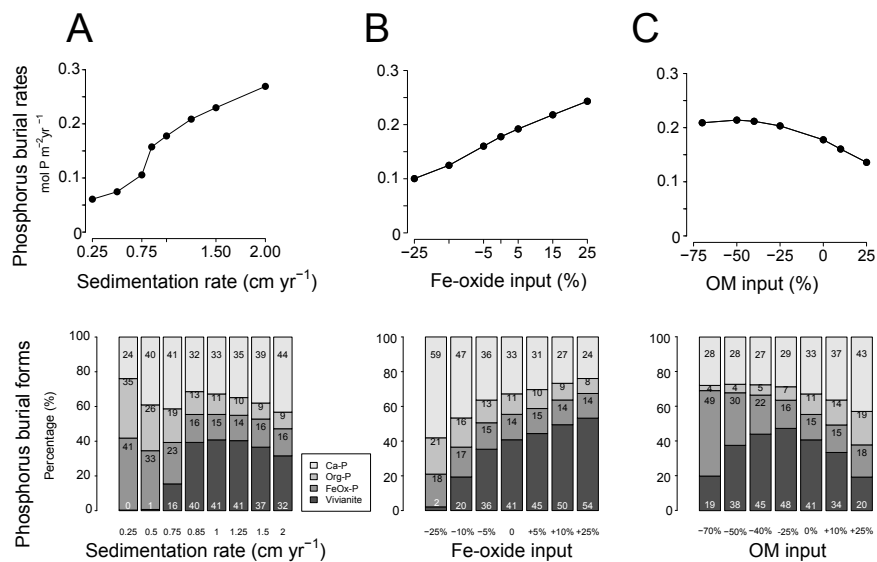 A
B
C
Phosphorus burial rates
mol P m⁻²yr⁻¹
0.3
0.2
0.1
0
0.25 0.75 1.50 2.00
Sedimentation rate (cm yr⁻¹)
0.3
0.2
0.1
0
−25 −15 −5 5 15 25
Fe-oxide input (%)
0.3
0.2
0.1
0
−75 −50 −25 0 25
OM input (%)
Phosphorus burial forms
Percentage (%)
100
80
60
40
20
0
24 40 41 32 33 35 39 44
35 26 19 13 11 10 9 9
41 33 23 16 15 14 16 16
0 1 16 40 41 41 37 32
0.25 0.5 0.75 0.85 1 1.25 1.5 2
Sedimentation rate (cm yr⁻¹)
Ca-P
Org-P
FeOx-P
Vivianite
100
80
60
40
20
0
59 47 36 33 31 27 24
21 16 13 11 10 9 8
18 17 15 14 15 14 14
2 20 36 41 45 50 54
−25% −10% −5% 0 +5% +10% +25%
Fe-oxide input
100
80
60
40
20
0
28 28 27 29 33 37 43
4 4 5 7 11 14 19
49 30 22 16 15 15 18
19 38 45 48 41 34 20
−70% −50% −40% -25% 0% +10% +25%
OM input